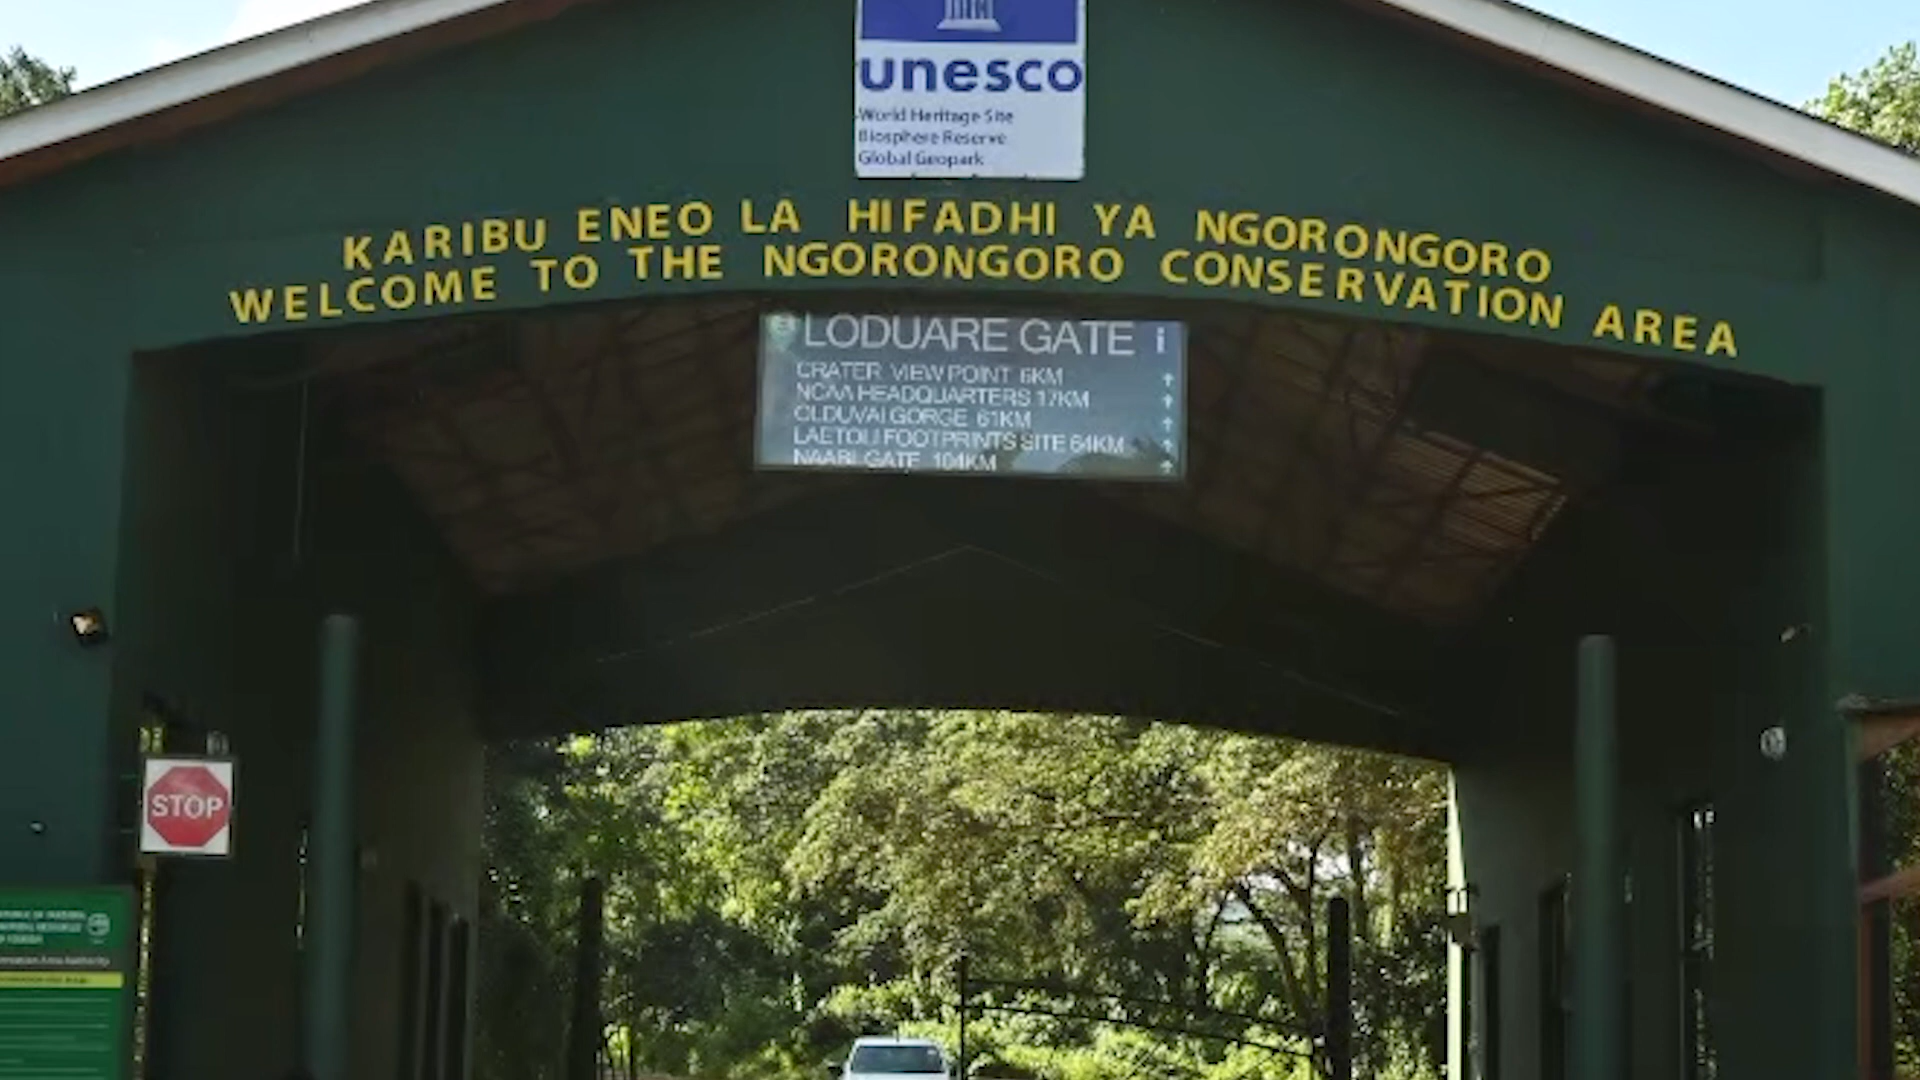 unesco
World Heritage Site
Biosphere Reserve
Global Geopark
KARIBU ENEO LA HIFADHI YA NGORONGORO
WELCOME TO THE NGORONGORO CONSERVATION AREA
LODUARE GATE i
CRATER VIEW POINT 6KM
NCAA HEADQUARTERS 17KM
OLDUVAI GORGE 61KM
LAETOLI FOOTPRINTS SITE 64KM
NAABI GATE 104KM
STOP